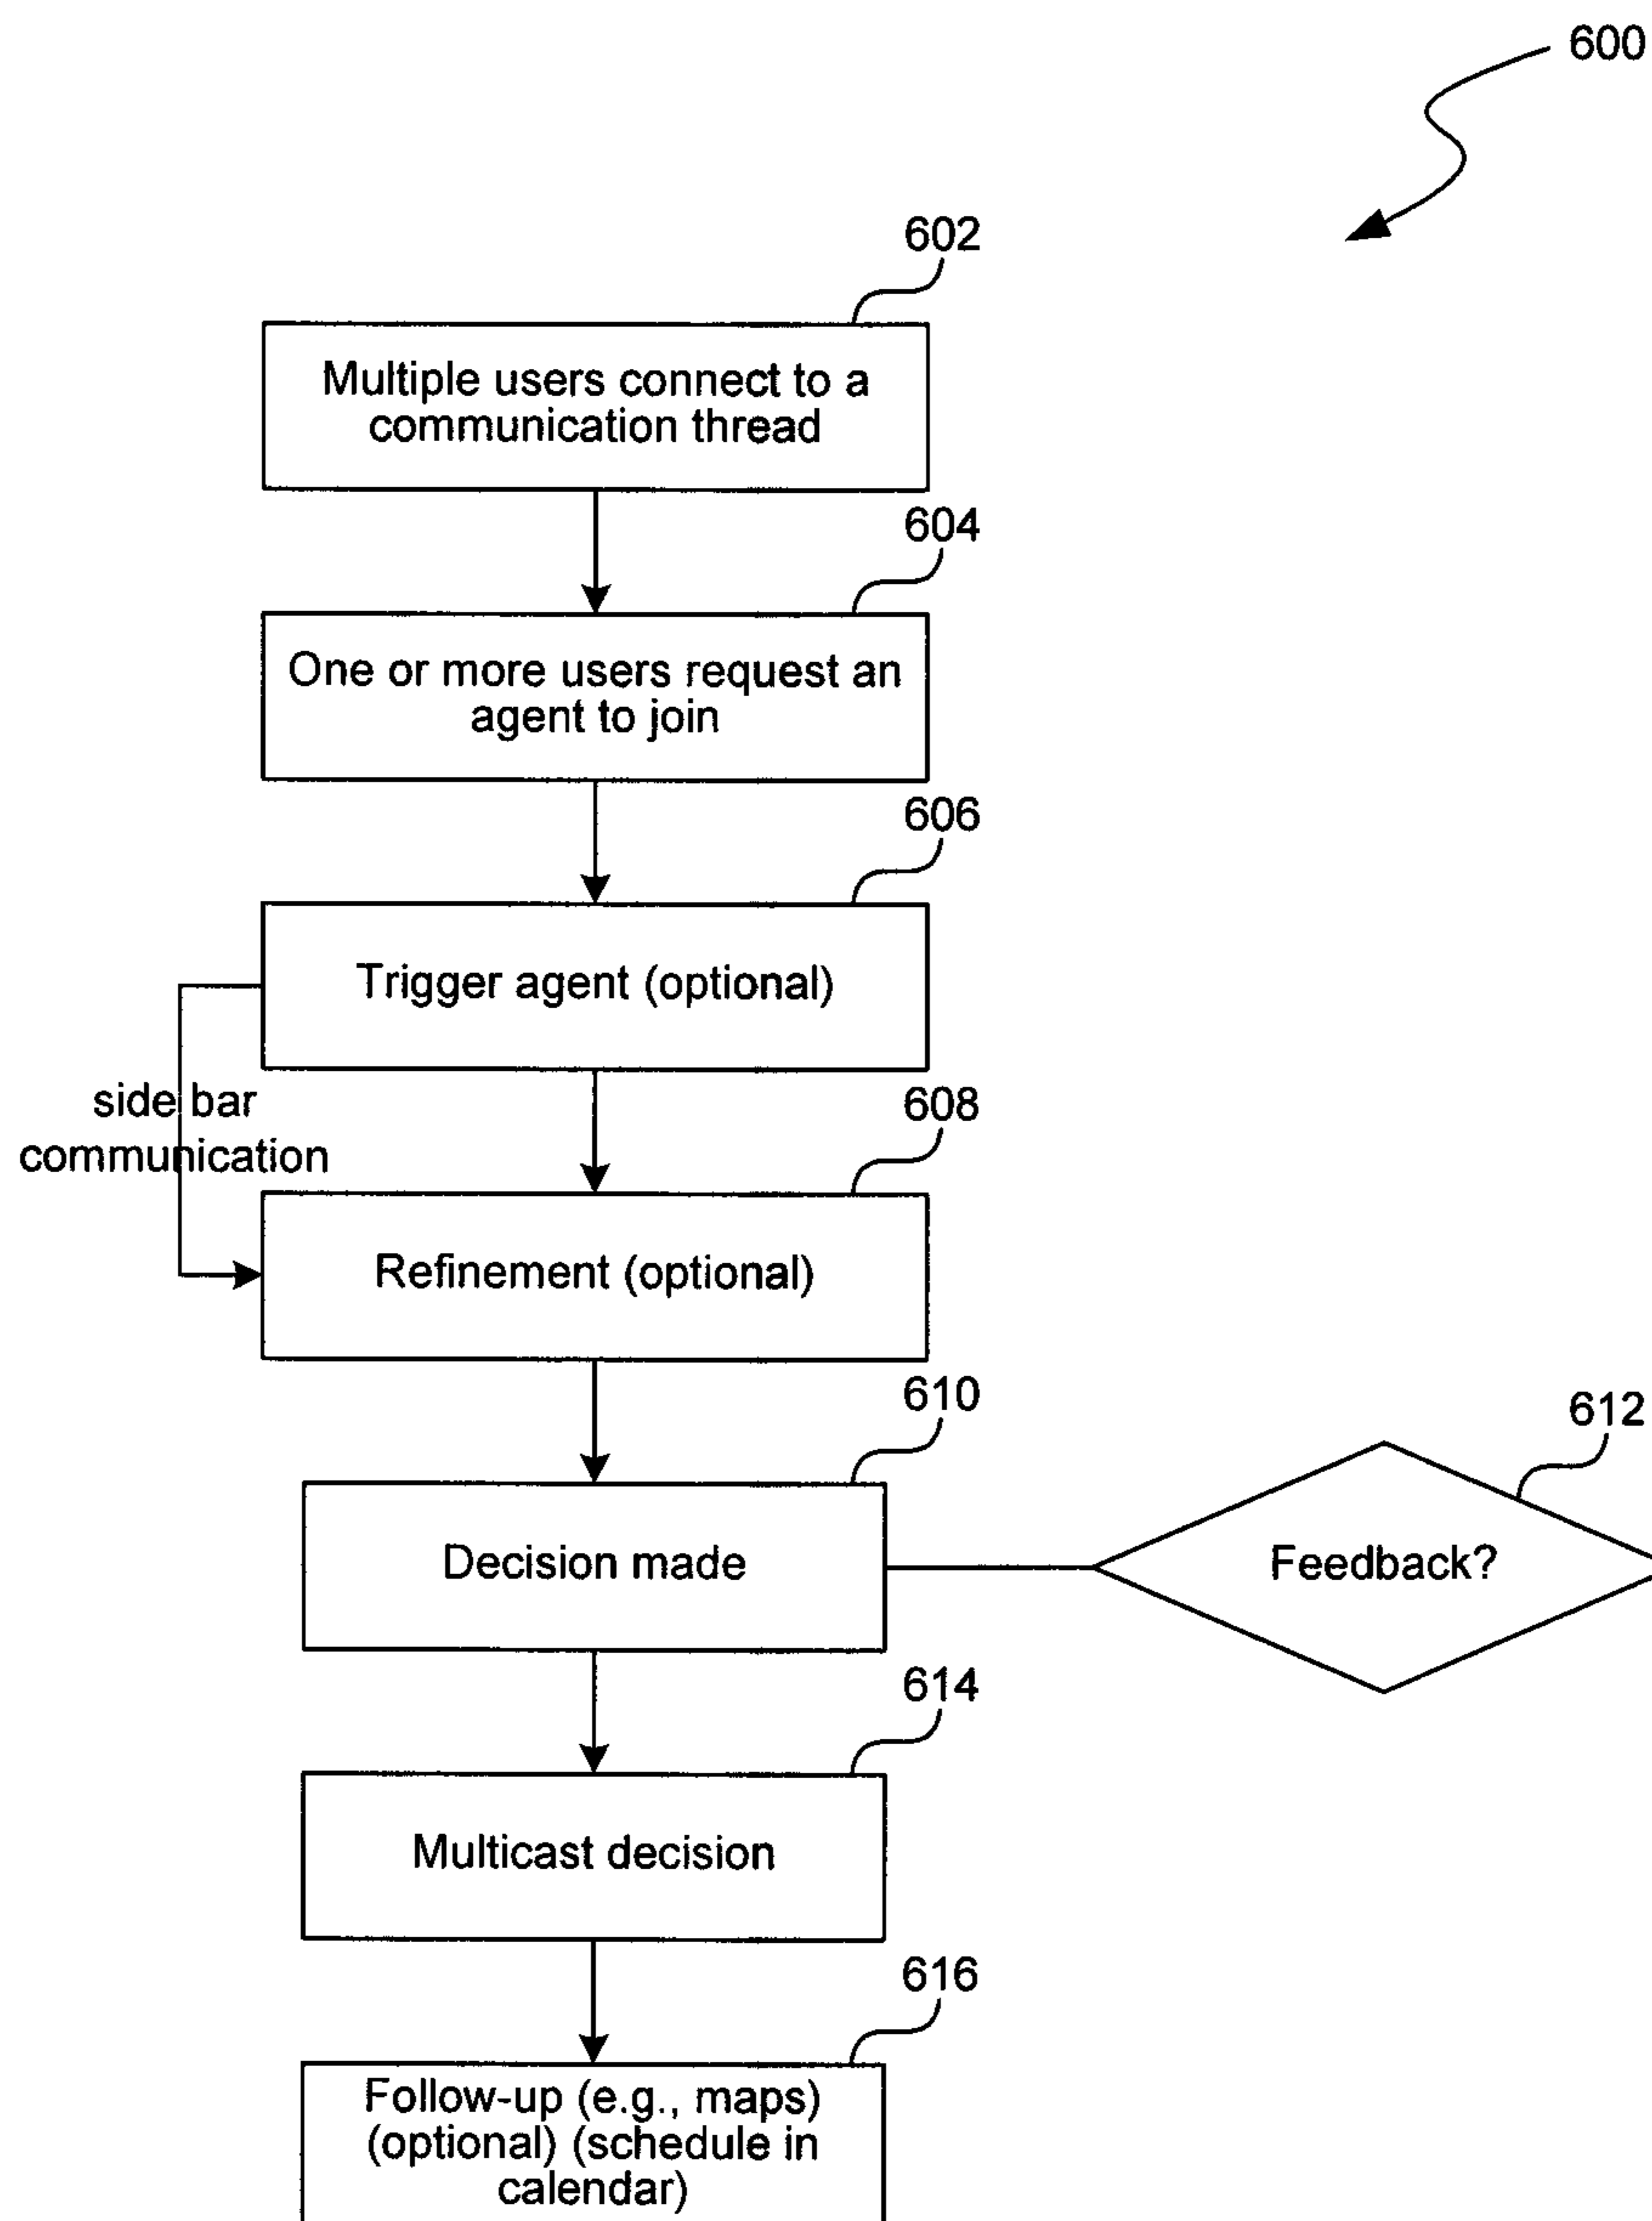 600
602
Multiple users connect to a
communication thread
604
One or more users request an
agent to join
606
Trigger agent (optional)
side bar
communication
608
Refinement (optional)
610
Decision made
612
Feedback?
614
Multicast decision
616
Follow-up (e.g., maps)
(optional) (schedule in
calendar)